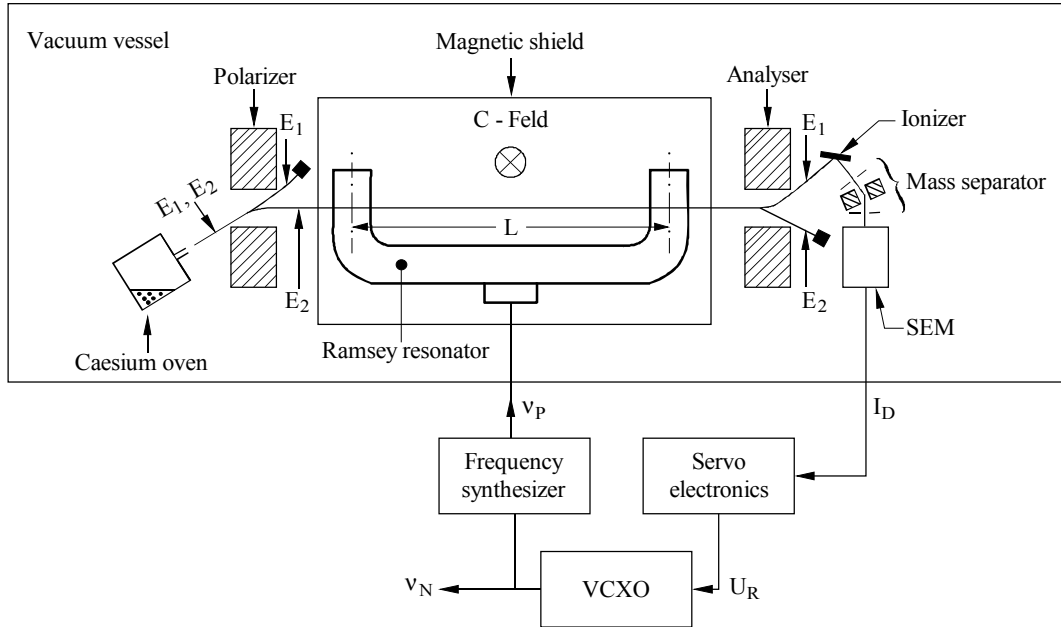 Vacuum vessel
Magnetic shield
Polarizer
Analyser
E1
C - Feld
E1
Ionizer
E1, E2
Mass separator
L
E2
E2
SEM
Ramsey resonator
Caesium oven
νP
ID
Frequency
synthesizer
Servo
electronics
νN
VCXO
UR